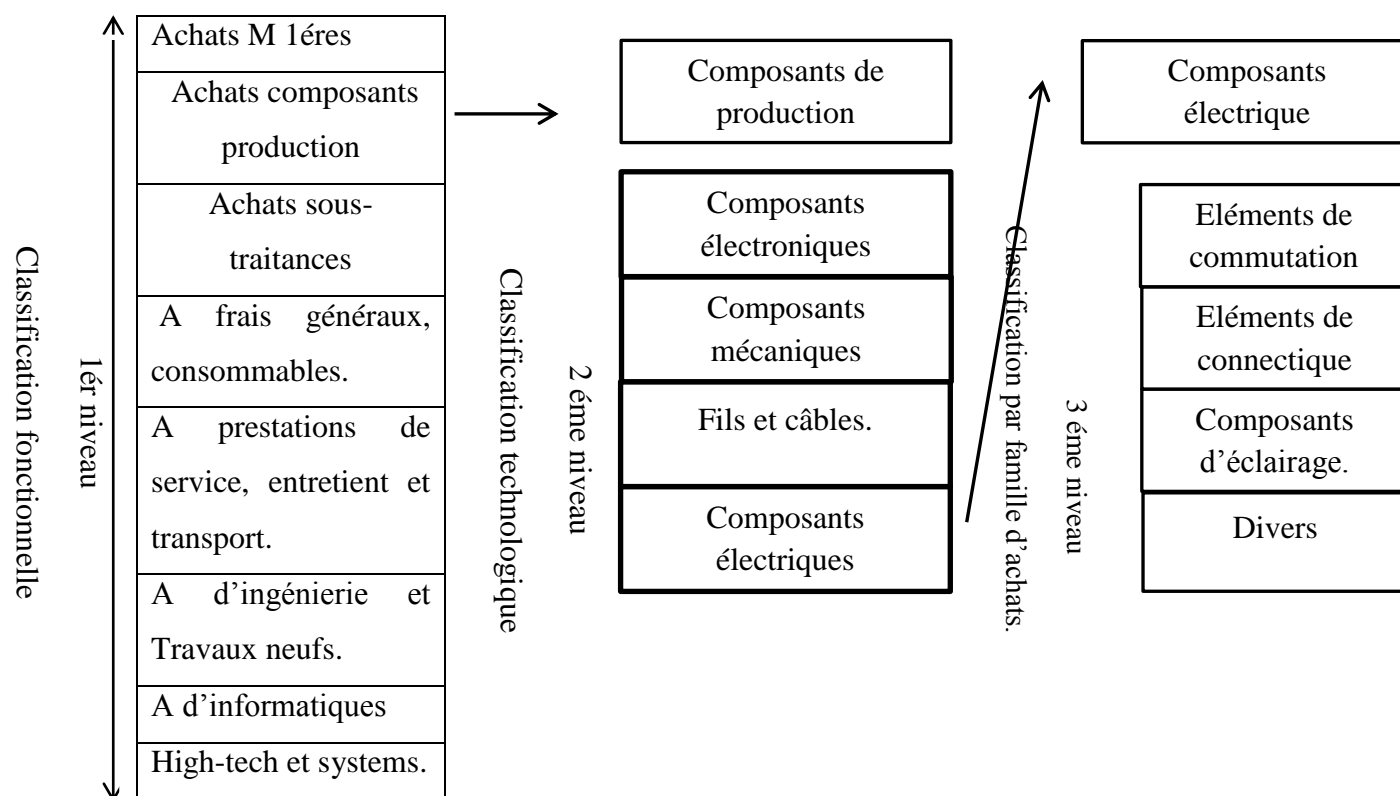 Classification fonctionnelle
1ér niveau
Achats M 1éres
Achats composants
production
Achats sous-
traitances
A frais généraux,
consommables.
A prestations de
service, entretient et
transport.
A d’ingénierie et
Travaux neufs.
A d’informatiques
High-tech et systems.
Classification technologique
2 éme niveau
Composants de
production
Composants
électroniques
Composants
mécaniques
Fils et câbles.
Composants
électriques
Classification par famille d’achats.
3 éme niveau
Composants
électrique
Eléments de
commutation
Eléments de
connectique
Composants
d’éclairage.
Divers